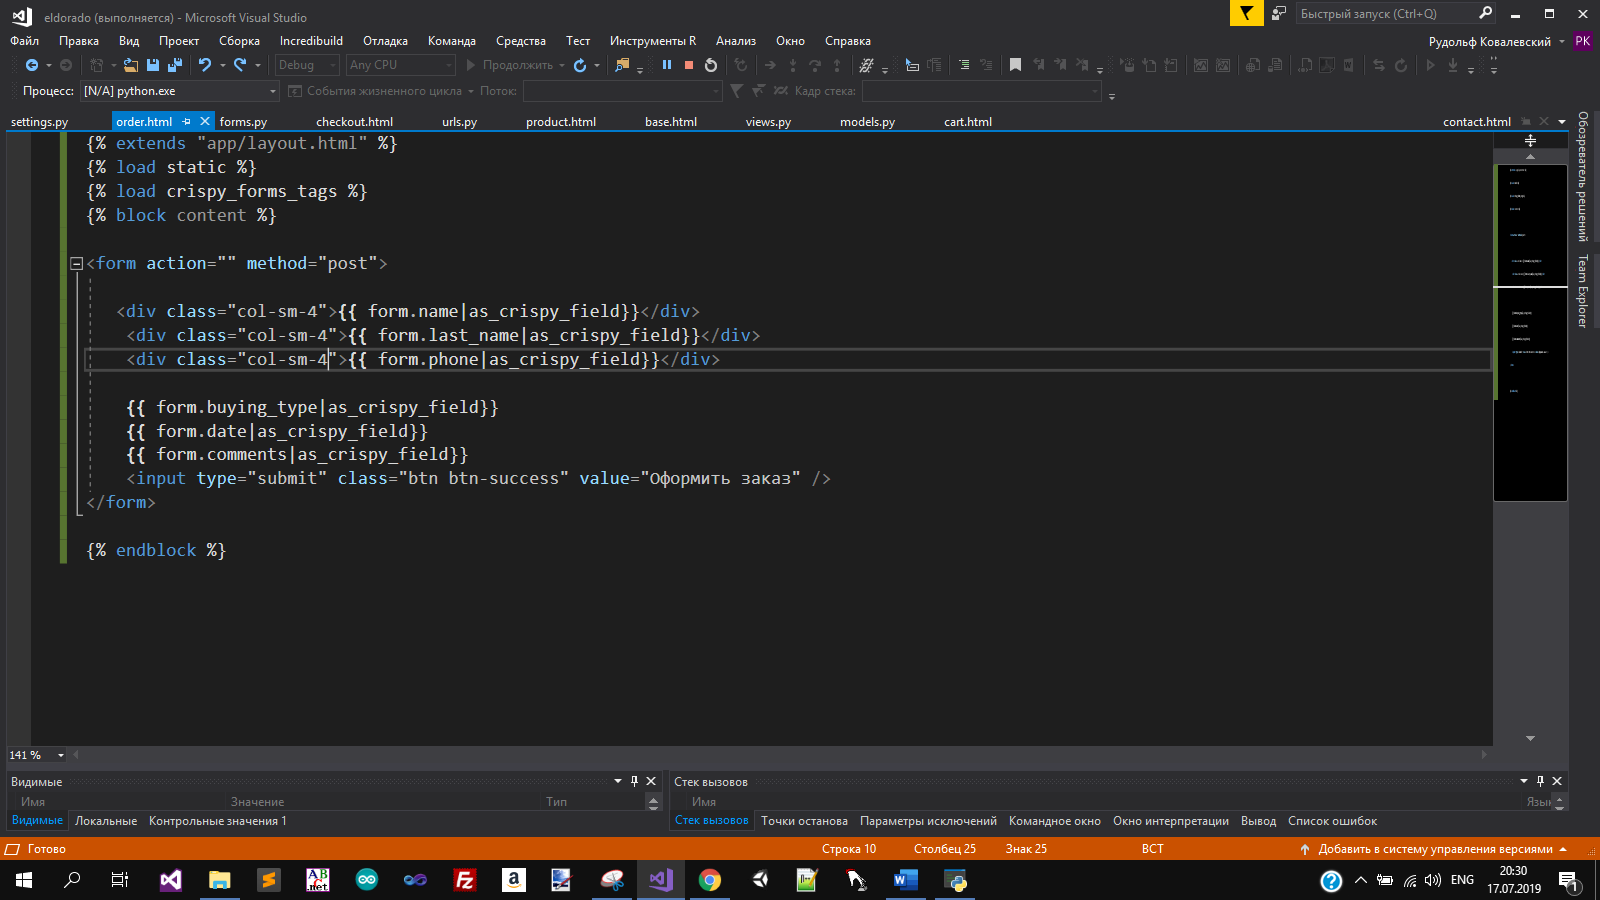 eldorado (выполняется) - Microsoft Visual Studio
Быстрый запуск (Ctrl+Q)
Файл Правка Вид Проект Сборка Incredibuild Отладка Команда Средства Тест Инструменты R Анализ Окно Справка
Рудольф Ковалевский РК
Debug Any CPU Продолжить
Процесс: [N/A] python.exe События жизненного цикла Поток: Кадр стека:
settings.py order.html forms.py checkout.html urls.py product.html base.html views.py models.py cart.html contact.html
{% extends "app/layout.html" %}
{% load static %}
{% load crispy_forms_tags %}
{% block content %}
<form action="" method="post">
<div class="col-sm-4">{{ form.name|as_crispy_field}}</div>
<div class="col-sm-4">{{ form.last_name|as_crispy_field}}</div>
<div class="col-sm-4">{{ form.phone|as_crispy_field}}</div>
{{ form.buying_type|as_crispy_field}}
{{ form.date|as_crispy_field}}
{{ form.comments|as_crispy_field}}
<input type="submit" class="btn btn-success" value="Оформить заказ" />
</form>
{% endblock %}
Обозреватель решений
Team Explorer
141 %
Видимые
Имя Значение Тип
Видимые Локальные Контрольные значения 1
Стек вызовов
Имя Язык
Стек вызовов Точки останова Параметры исключений Командное окно Окно интерпретации Вывод Список ошибок
Готово Строка 10 Столбец 25 Знак 25 ВСТ Добавить в систему управления версиями
ABC.net
ENG
20:30
17.07.2019
1